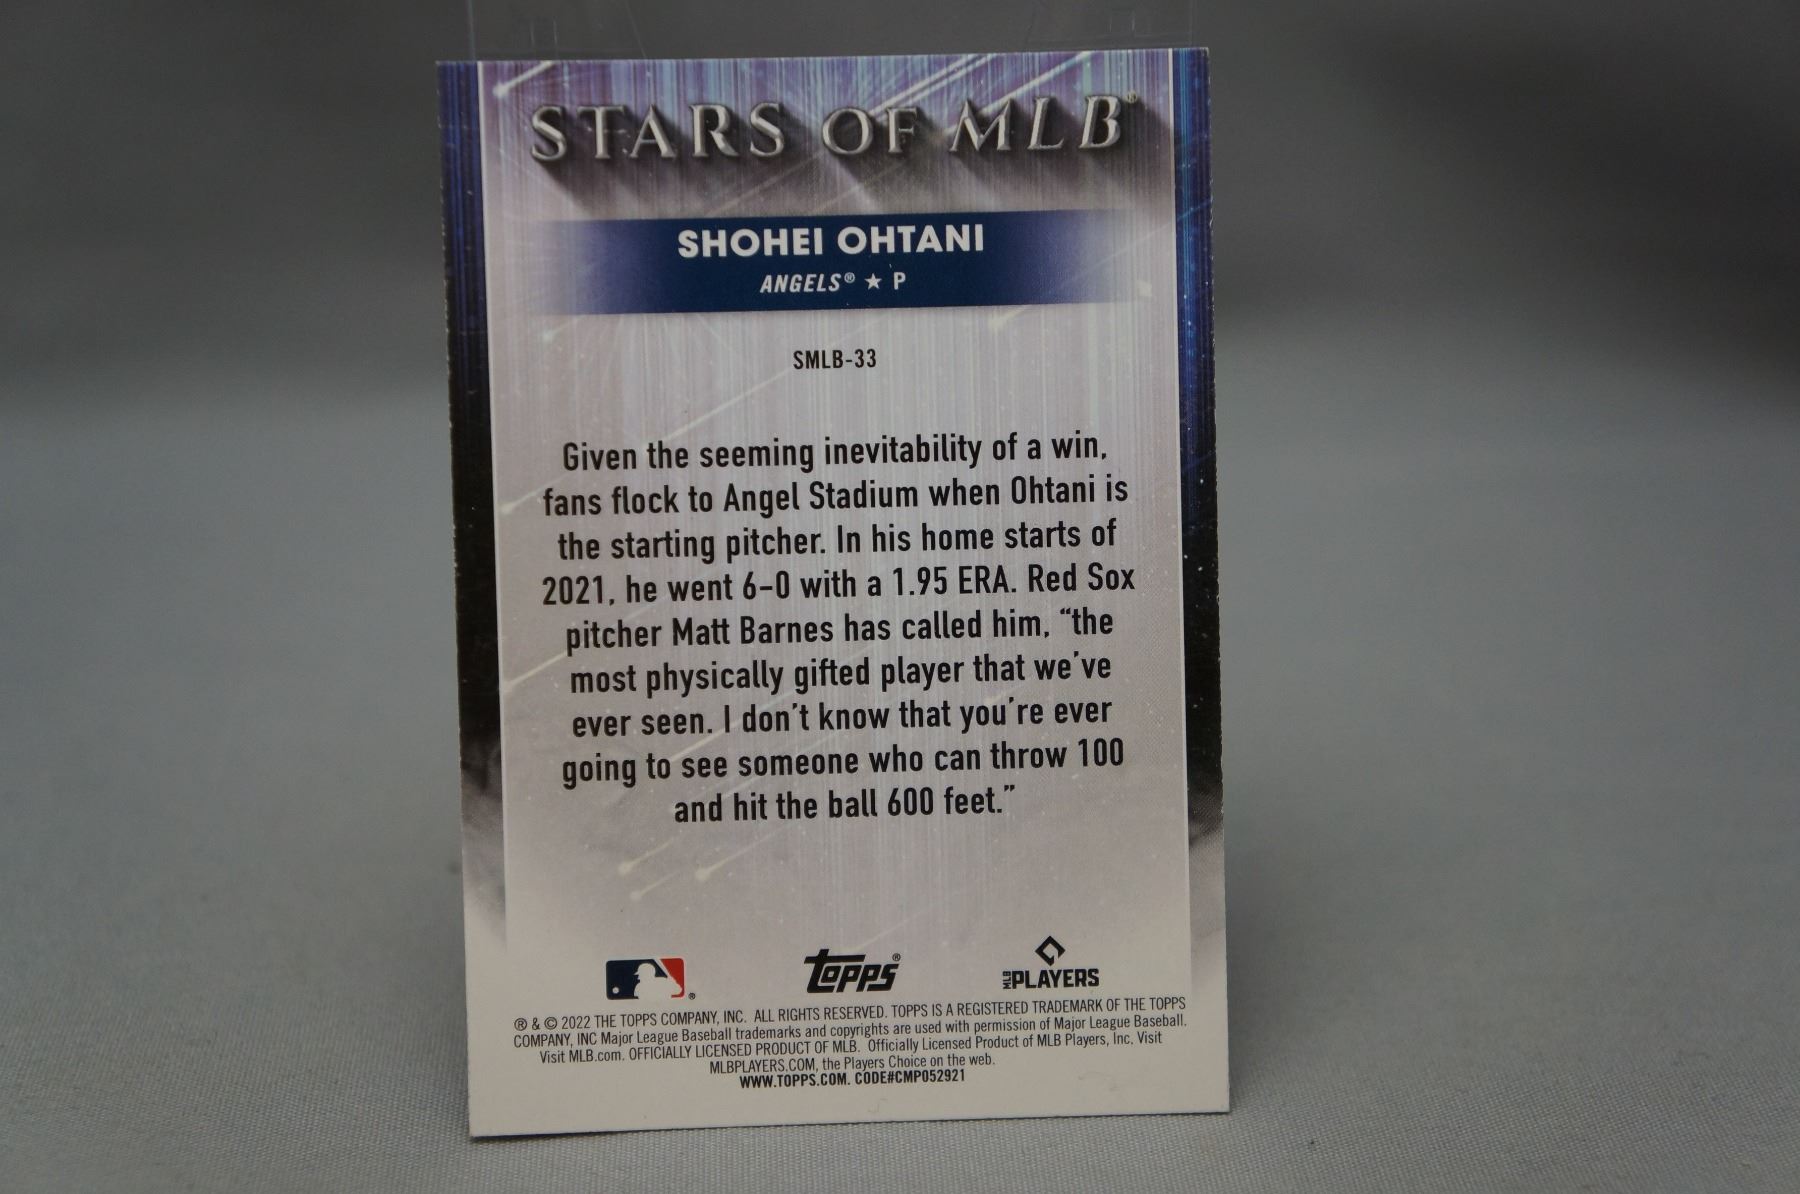 STARS OF MLB®
SHOHEI OHTANI
ANGELS® ★ P
SMLB-33
Given the seeming inevitability of a win,
fans flock to Angel Stadium when Ohtani is
the starting pitcher. In his home starts of
2021, he went 6-0 with a 1.95 ERA. Red Sox
pitcher Matt Barnes has called him, “the
most physically gifted player that we’ve
ever seen. I don’t know that you’re ever
going to see someone who can throw 100
and hit the ball 600 feet.”
®
Topps®
MLB PLAYERS
® & © 2022 THE TOPPS COMPANY, INC. ALL RIGHTS RESERVED. TOPPS IS A REGISTERED TRADEMARK OF THE TOPPS
COMPANY, INC Major League Baseball trademarks and copyrights are used with permission of Major League Baseball.
Visit MLB.com. OFFICIALLY LICENSED PRODUCT OF MLB. Officially Licensed Product of MLB Players, Inc. Visit
MLBPLAYERS.COM, the Players Choice on the web.
WWW.TOPPS.COM. CODE#CMP052921